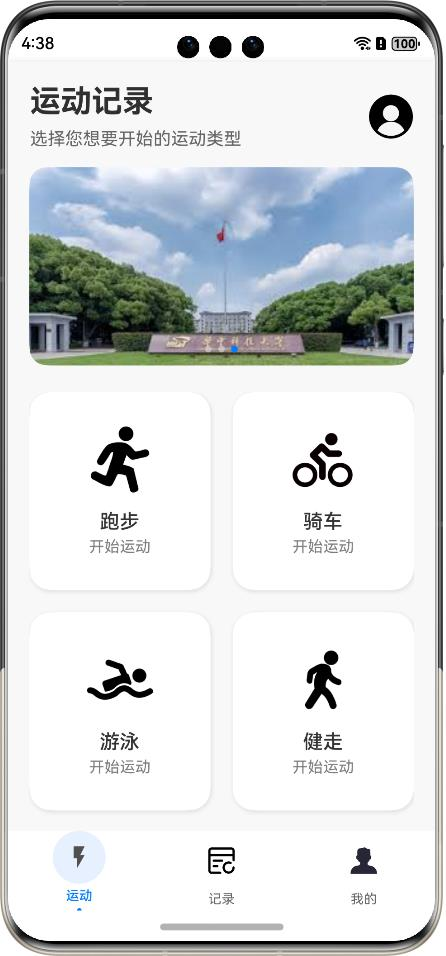 4:38
100
运动记录
选择您想要开始的运动类型
跑步
开始运动
骑车
开始运动
游泳
开始运动
健走
开始运动
运动
记录
我的